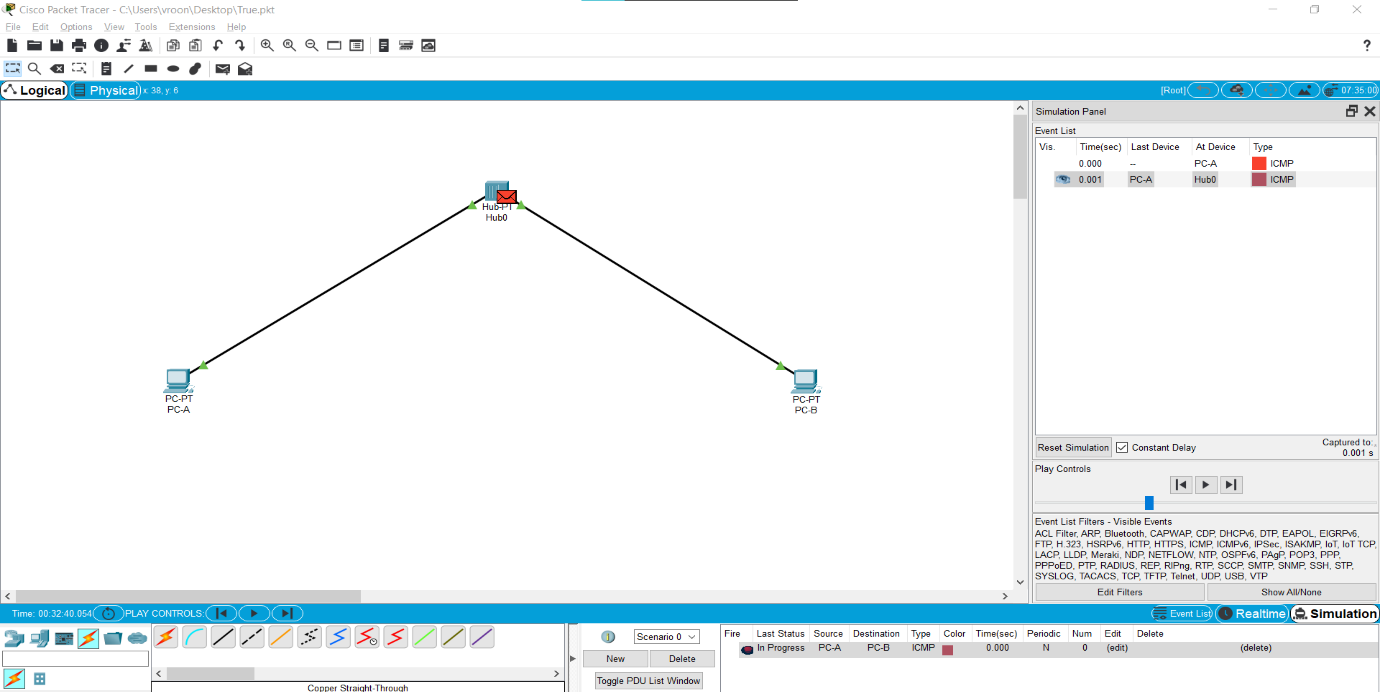 Cisco Packet Tracer - C:\Users\vroon\Desktop\True.pkt
File Edit Options View Tools Extensions Help
?
Logical Physical x: 38, y: 6 [Root] 07:35:00
Simulation Panel
Event List
Vis. Time(sec) Last Device At Device Type
0.000 -- PC-A ICMP
0.001 PC-A Hub0 ICMP
Hub-PT
Hub0
PC-PT
PC-A
PC-PT
PC-B
Reset Simulation Constant Delay Captured to:
0.001 s
Play Controls
Event List Filters - Visible Events
ACL Filter, ARP, Bluetooth, CAPWAP, CDP, DHCPv6, DTP, EAPOL, EIGRPv6,
FTP, H.323, HSRPv6, HTTP, HTTPS, ICMP, ICMPv6, IPSec, ISAKMP, IoT, IoT TCP,
LACP, LLDP, Meraki, NDP, NETFLOW, NTP, OSPFv6, PAgP, POP3, PPP,
PPPoED, PTP, RADIUS, REP, RIPng, RTP, SCCP, SMTP, SNMP, SSH, STP,
SYSLOG, TACACS, TCP, TFTP, Telnet, UDP, USB, VTP
Edit Filters Show All/None
Time: 00:32:40.054 PLAY CONTROLS: Event List Realtime Simulation
Scenario 0
New Delete
Toggle PDU List Window
Fire Last Status Source Destination Type Color Time(sec) Periodic Num Edit Delete
In Progress PC-A PC-B ICMP 0.000 N 0 (edit) (delete)
Copper Straight-Through